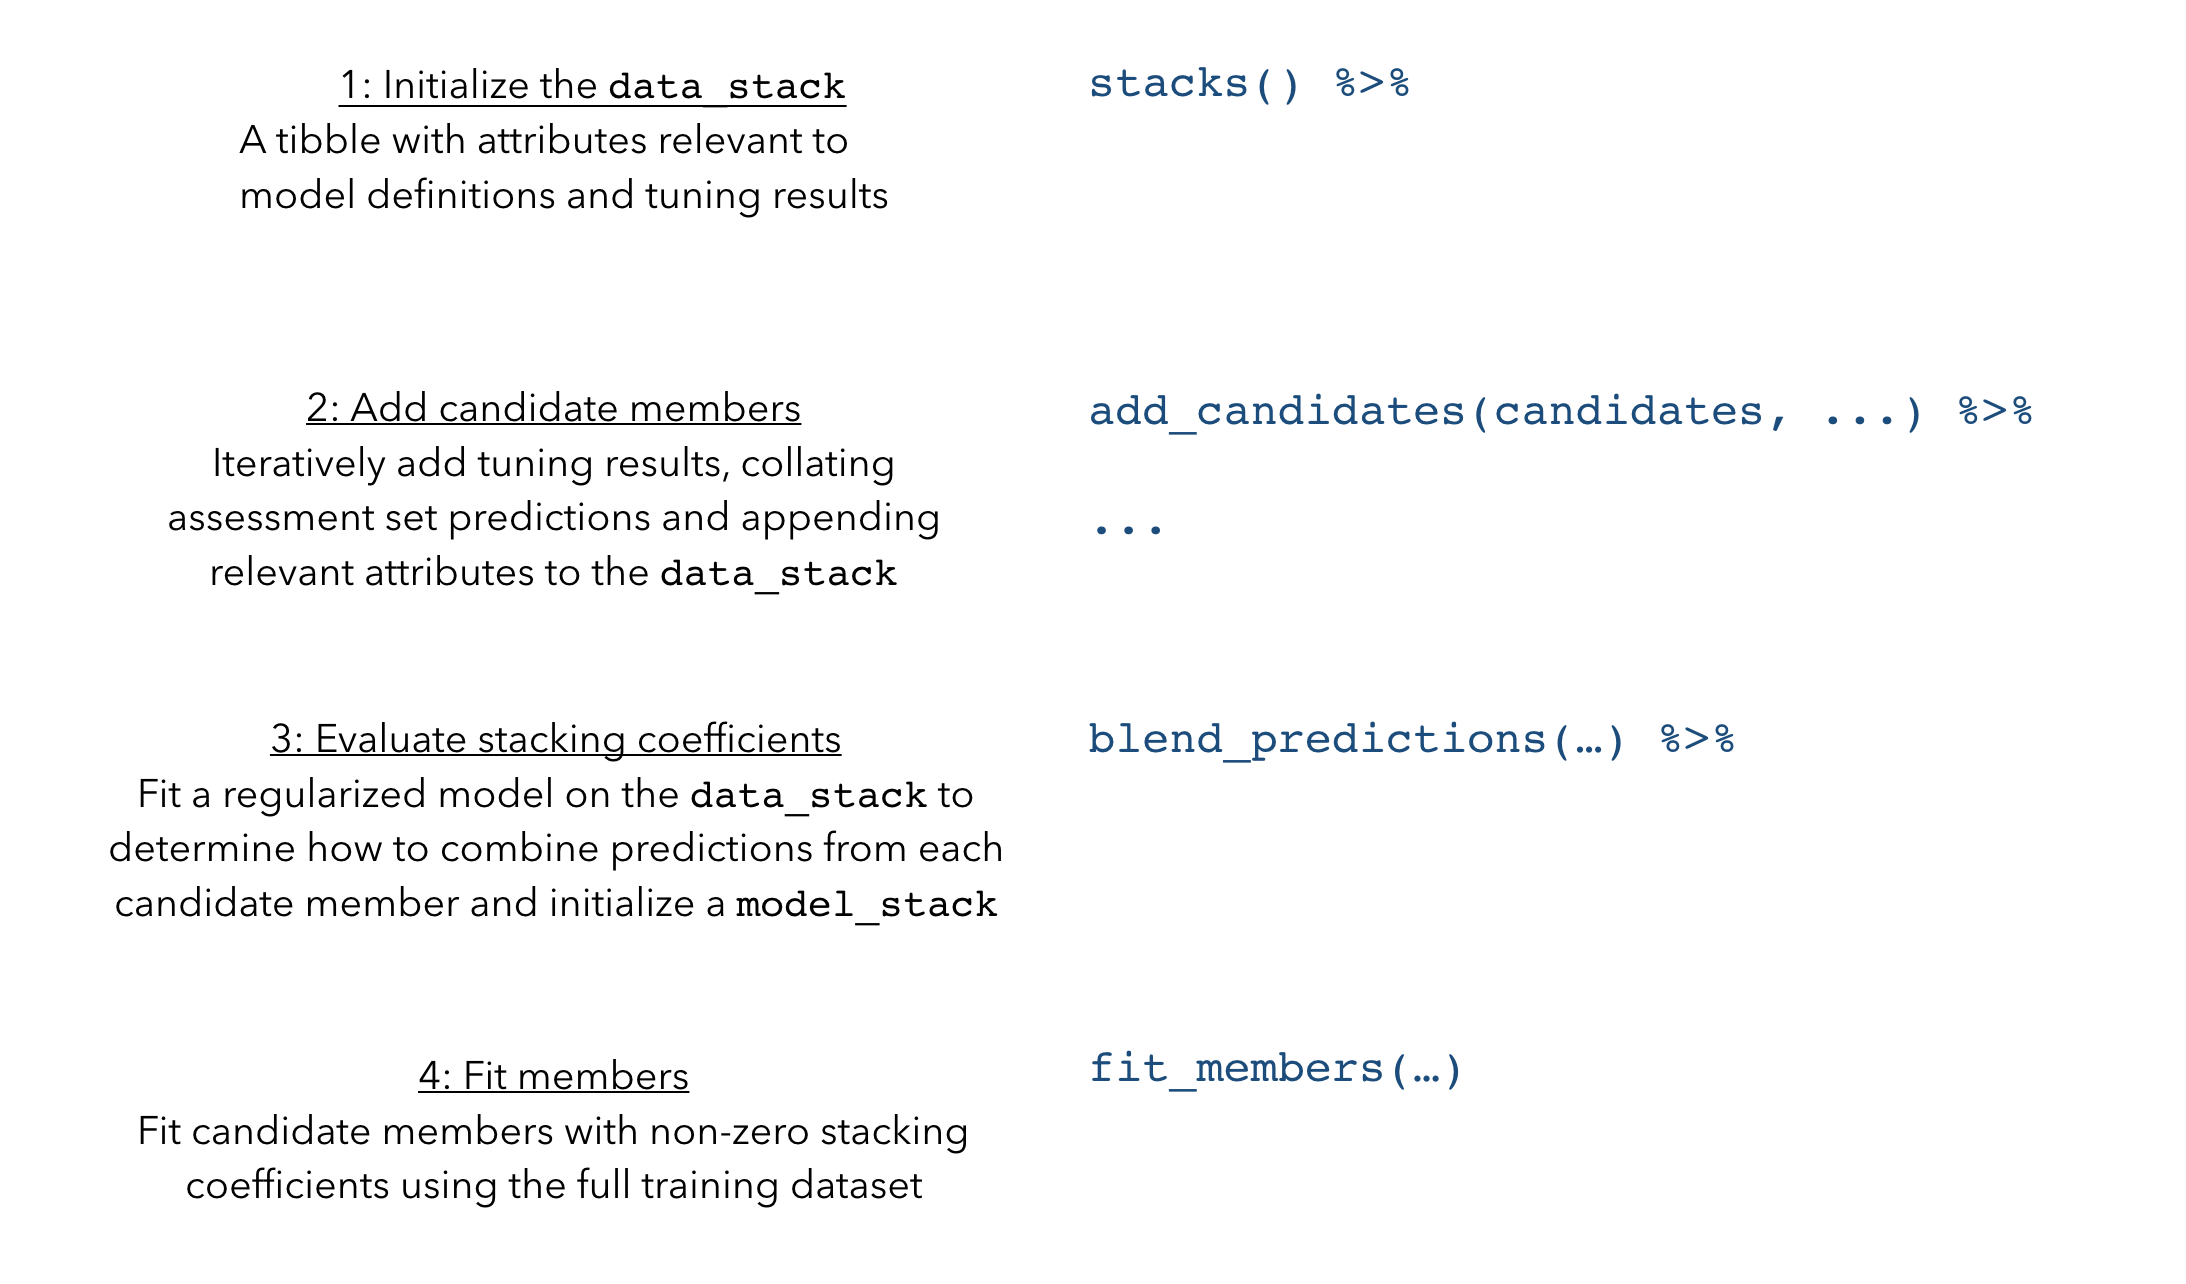 1: Initialize the data_stack
A tibble with attributes relevant to
model definitions and tuning results
stacks() %>%
2: Add candidate members
Iteratively add tuning results, collating
assessment set predictions and appending
relevant attributes to the data_stack
add_candidates(candidates, ...) %>%
...
3: Evaluate stacking coefficients
Fit a regularized model on the data_stack to
determine how to combine predictions from each
candidate member and initialize a model_stack
blend_predictions(…) %>%
4: Fit members
Fit candidate members with non-zero stacking
coefficients using the full training dataset
fit_members(…)